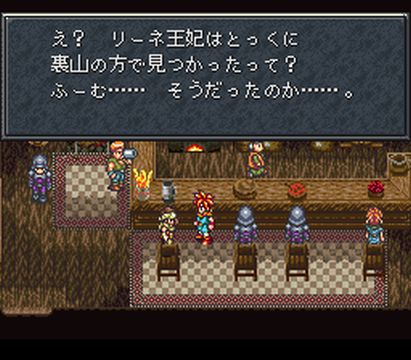 え？　リーネ王妃はとっくに
裏山の方で見つかったって？
ふーむ……　そうだったのか……。